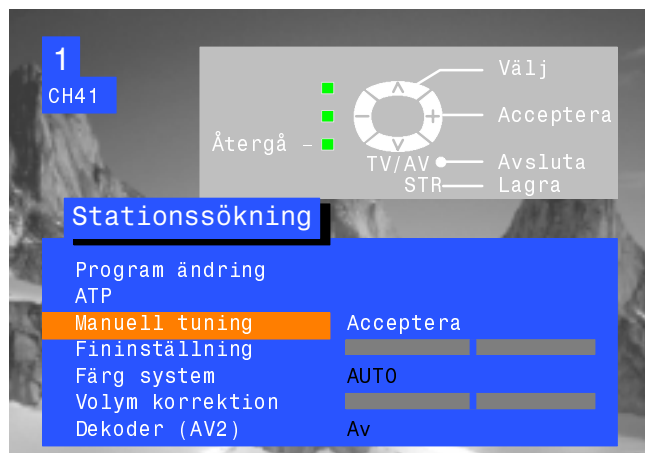 1
CH41
Välj
Acceptera
Återgå –
TV/AV
Avsluta
STR
Lagra
Stationssökning
Program ändring
ATP
Manuell tuning Acceptera
Fininställning
Färg system AUTO
Volym korrektion
Dekoder (AV2) Av